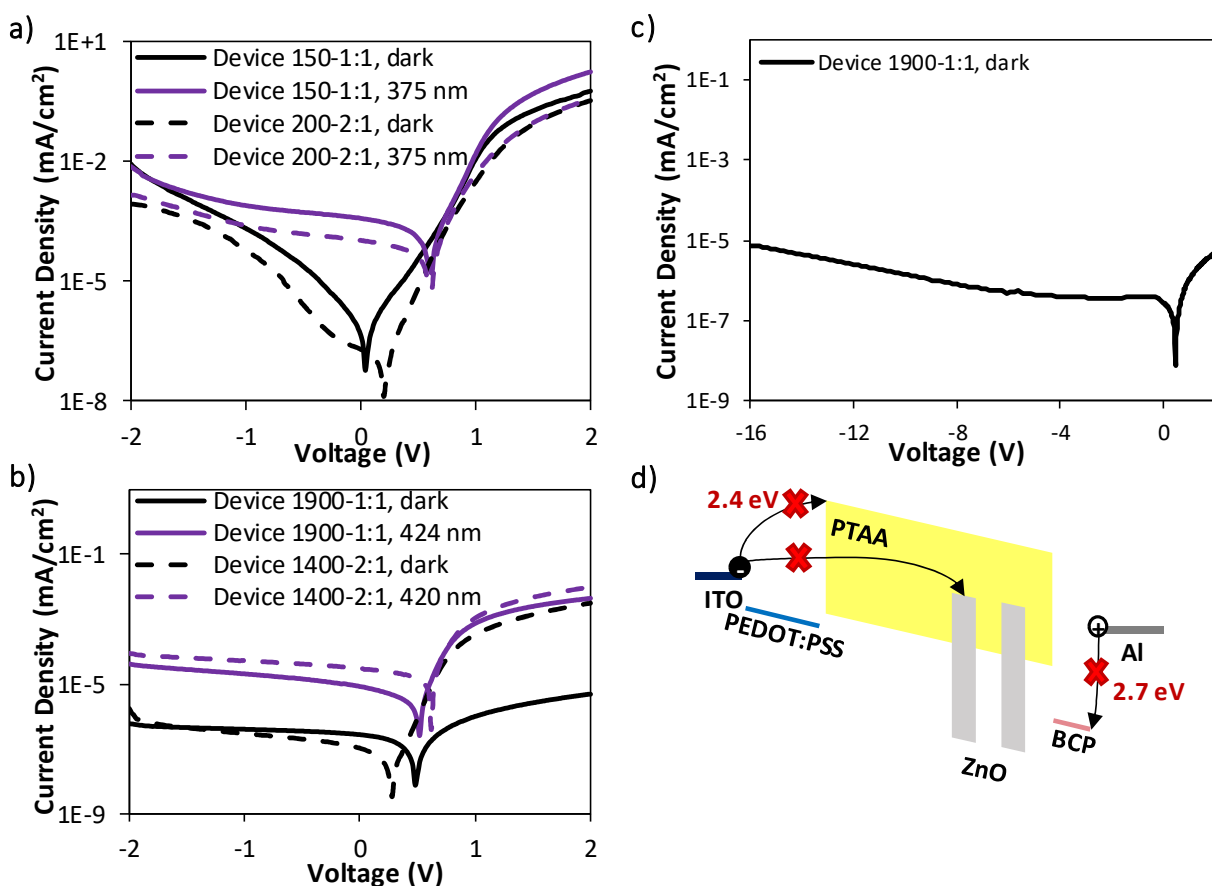 a)
1E+1
1E-2
1E-5
1E-8
Current Density (mA/cm²)
Device 150-1:1, dark
Device 150-1:1, 375 nm
Device 200-2:1, dark
Device 200-2:1, 375 nm
-2 -1 0 1 2
Voltage (V)
c)
1E-1
1E-3
1E-5
1E-7
1E-9
Current Density (mA/cm²)
Device 1900-1:1, dark
-16 -12 -8 -4 0
Voltage (V)
b)
1E-1
1E-5
1E-9
Current Density (mA/cm²)
Device 1900-1:1, dark
Device 1900-1:1, 424 nm
Device 1400-2:1, dark
Device 1400-2:1, 420 nm
-2 -1 0 1 2
Voltage (V)
d)
2.4 eV
PTAA
-
ITO
PEDOT:PSS
+
Al
2.7 eV
BCP
ZnO